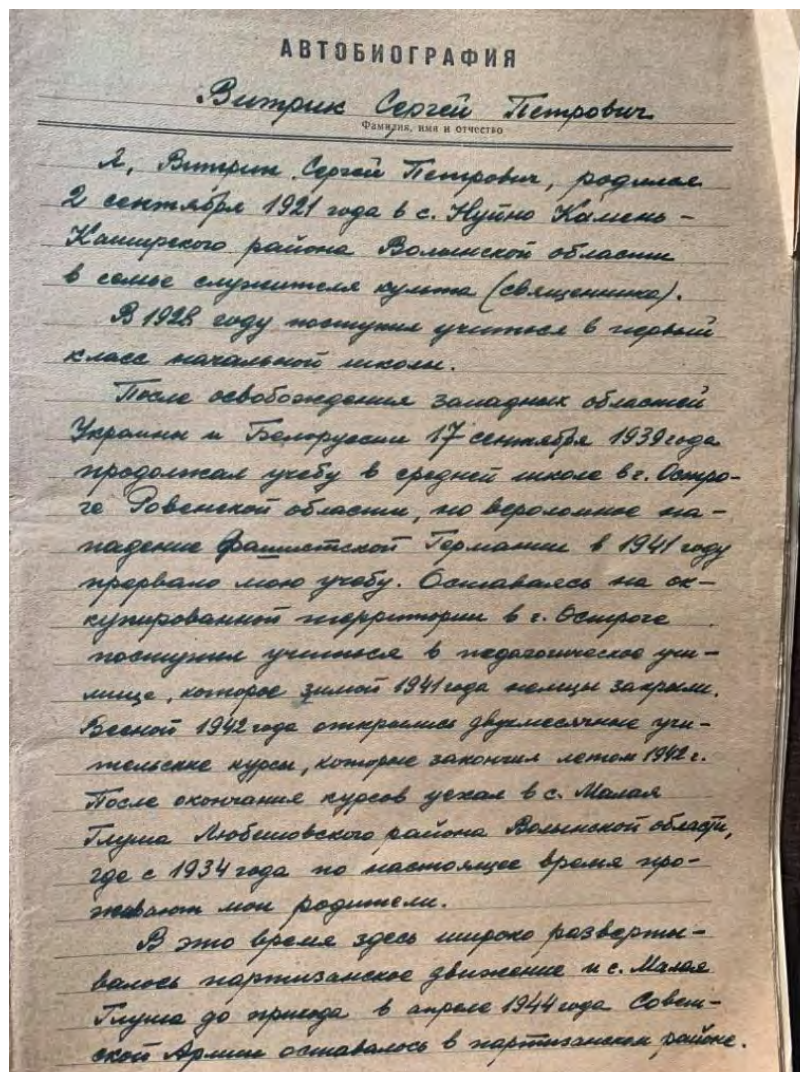 АВТОБИОГРАФИЯ
Витрик Сергей Петрович
Фамилия, имя и отчество
Я, Витрик Сергей Петрович, родился
2 сентября 1921 года в с. Нуйно Камень-
Каширского района Волынской области
в семье служителя культа (священника).
В 1928 году поступил учиться в первый
класс начальной школы.
После освобождения западных областей
Украины и Белоруссии 17 сентября 1939 года
продолжал учебу в средней школе в г. Остро-
ге Ровенской области, но вероломное на-
падение фашистской Германии в 1941 году
прервало мою учебу. Оставаясь на ок-
купированной территории в г. Остроге
поступил учиться в педагогическое учи-
лище, которое зимой 1941 года немцы закрыли.
Весной 1942 года открылись двухмесячные учи-
тельские курсы, которые закончил летом 1942 г.
После окончания курсов уехал в с. Малая
Глуша Любешовского района Волынской области,
где с 1934 года по настоящее время про-
живают мои родители.
В это время здесь широко разверты-
валось партизанское движение и с. Малая
Глуша до прихода в апреле 1944 года Совет-
ской Армии оставалось в партизанском районе.